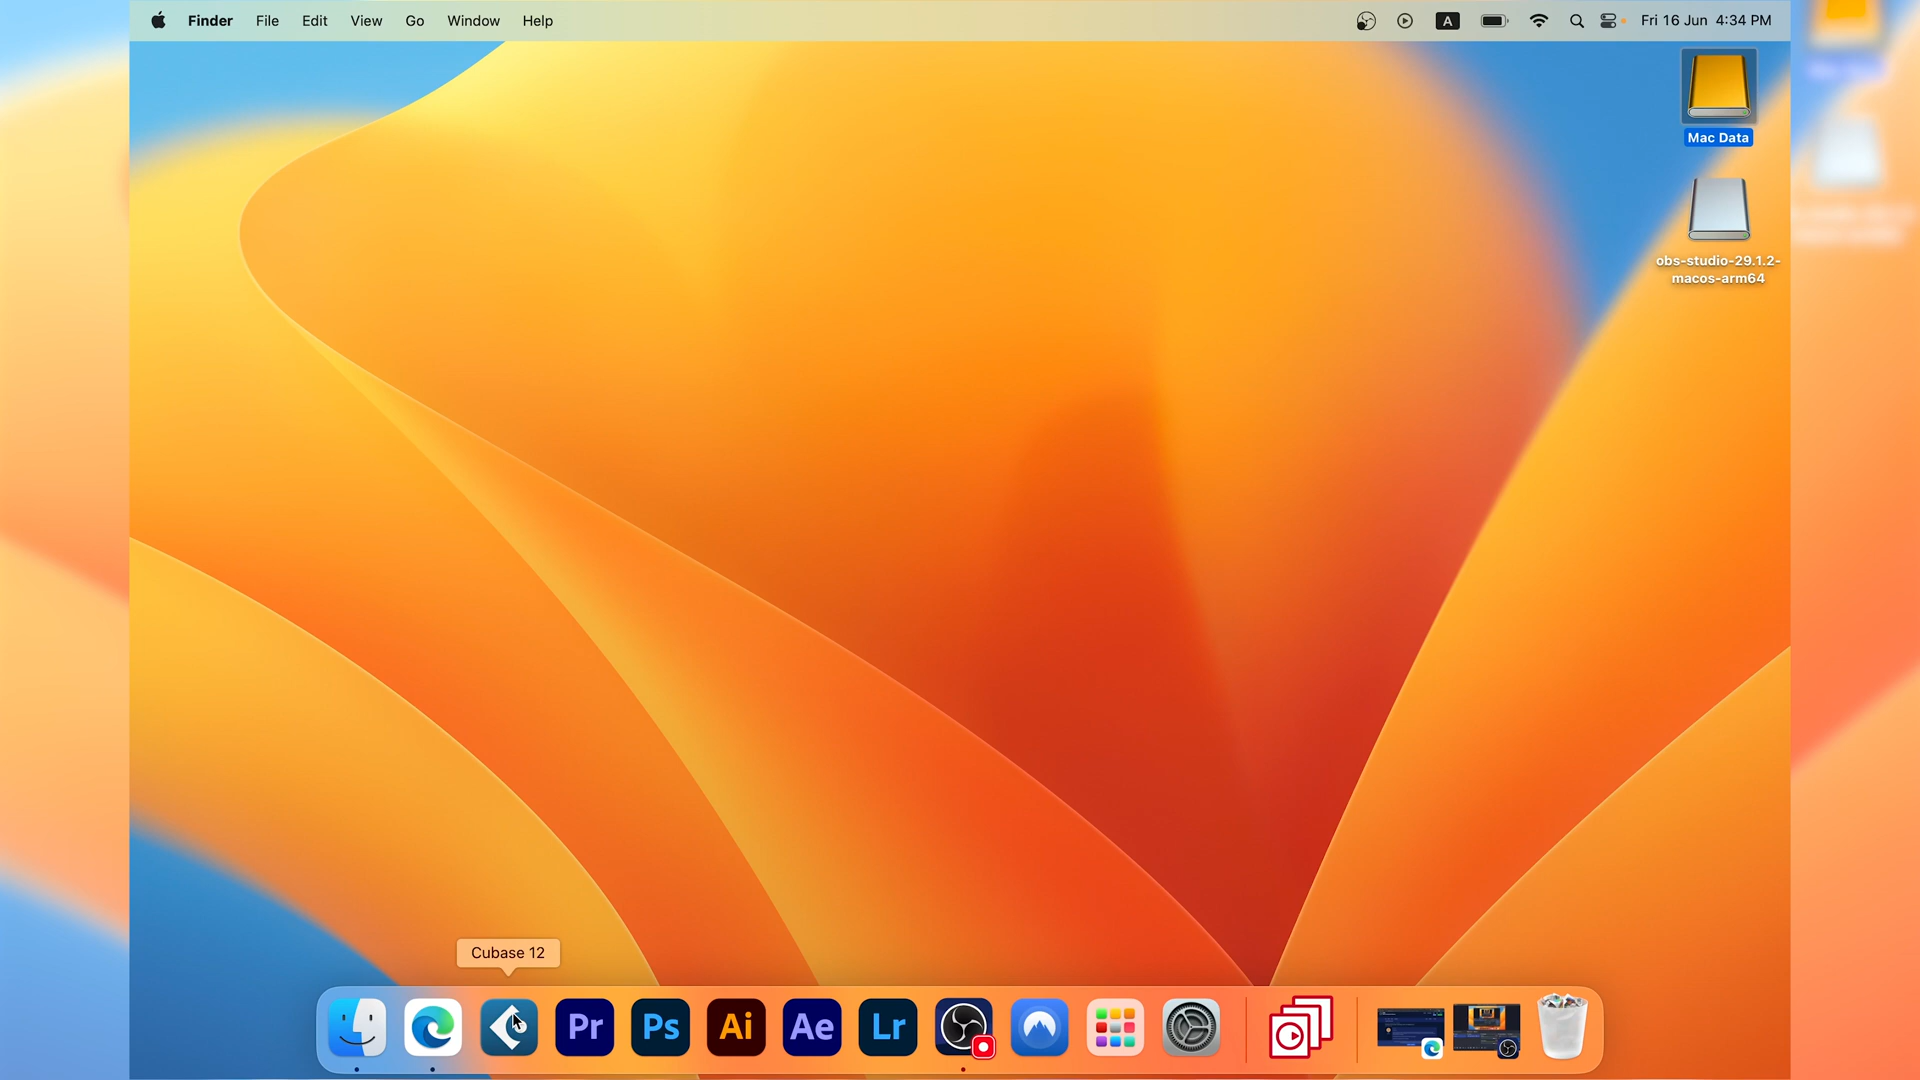 Finder File Edit View Go Window Help A Fri 16 Jun 4:34 PM
Mac Data
obs-studio-29.1.2-
macos-arm64
Cubase 12
Pr Ps Ai Ae Lr